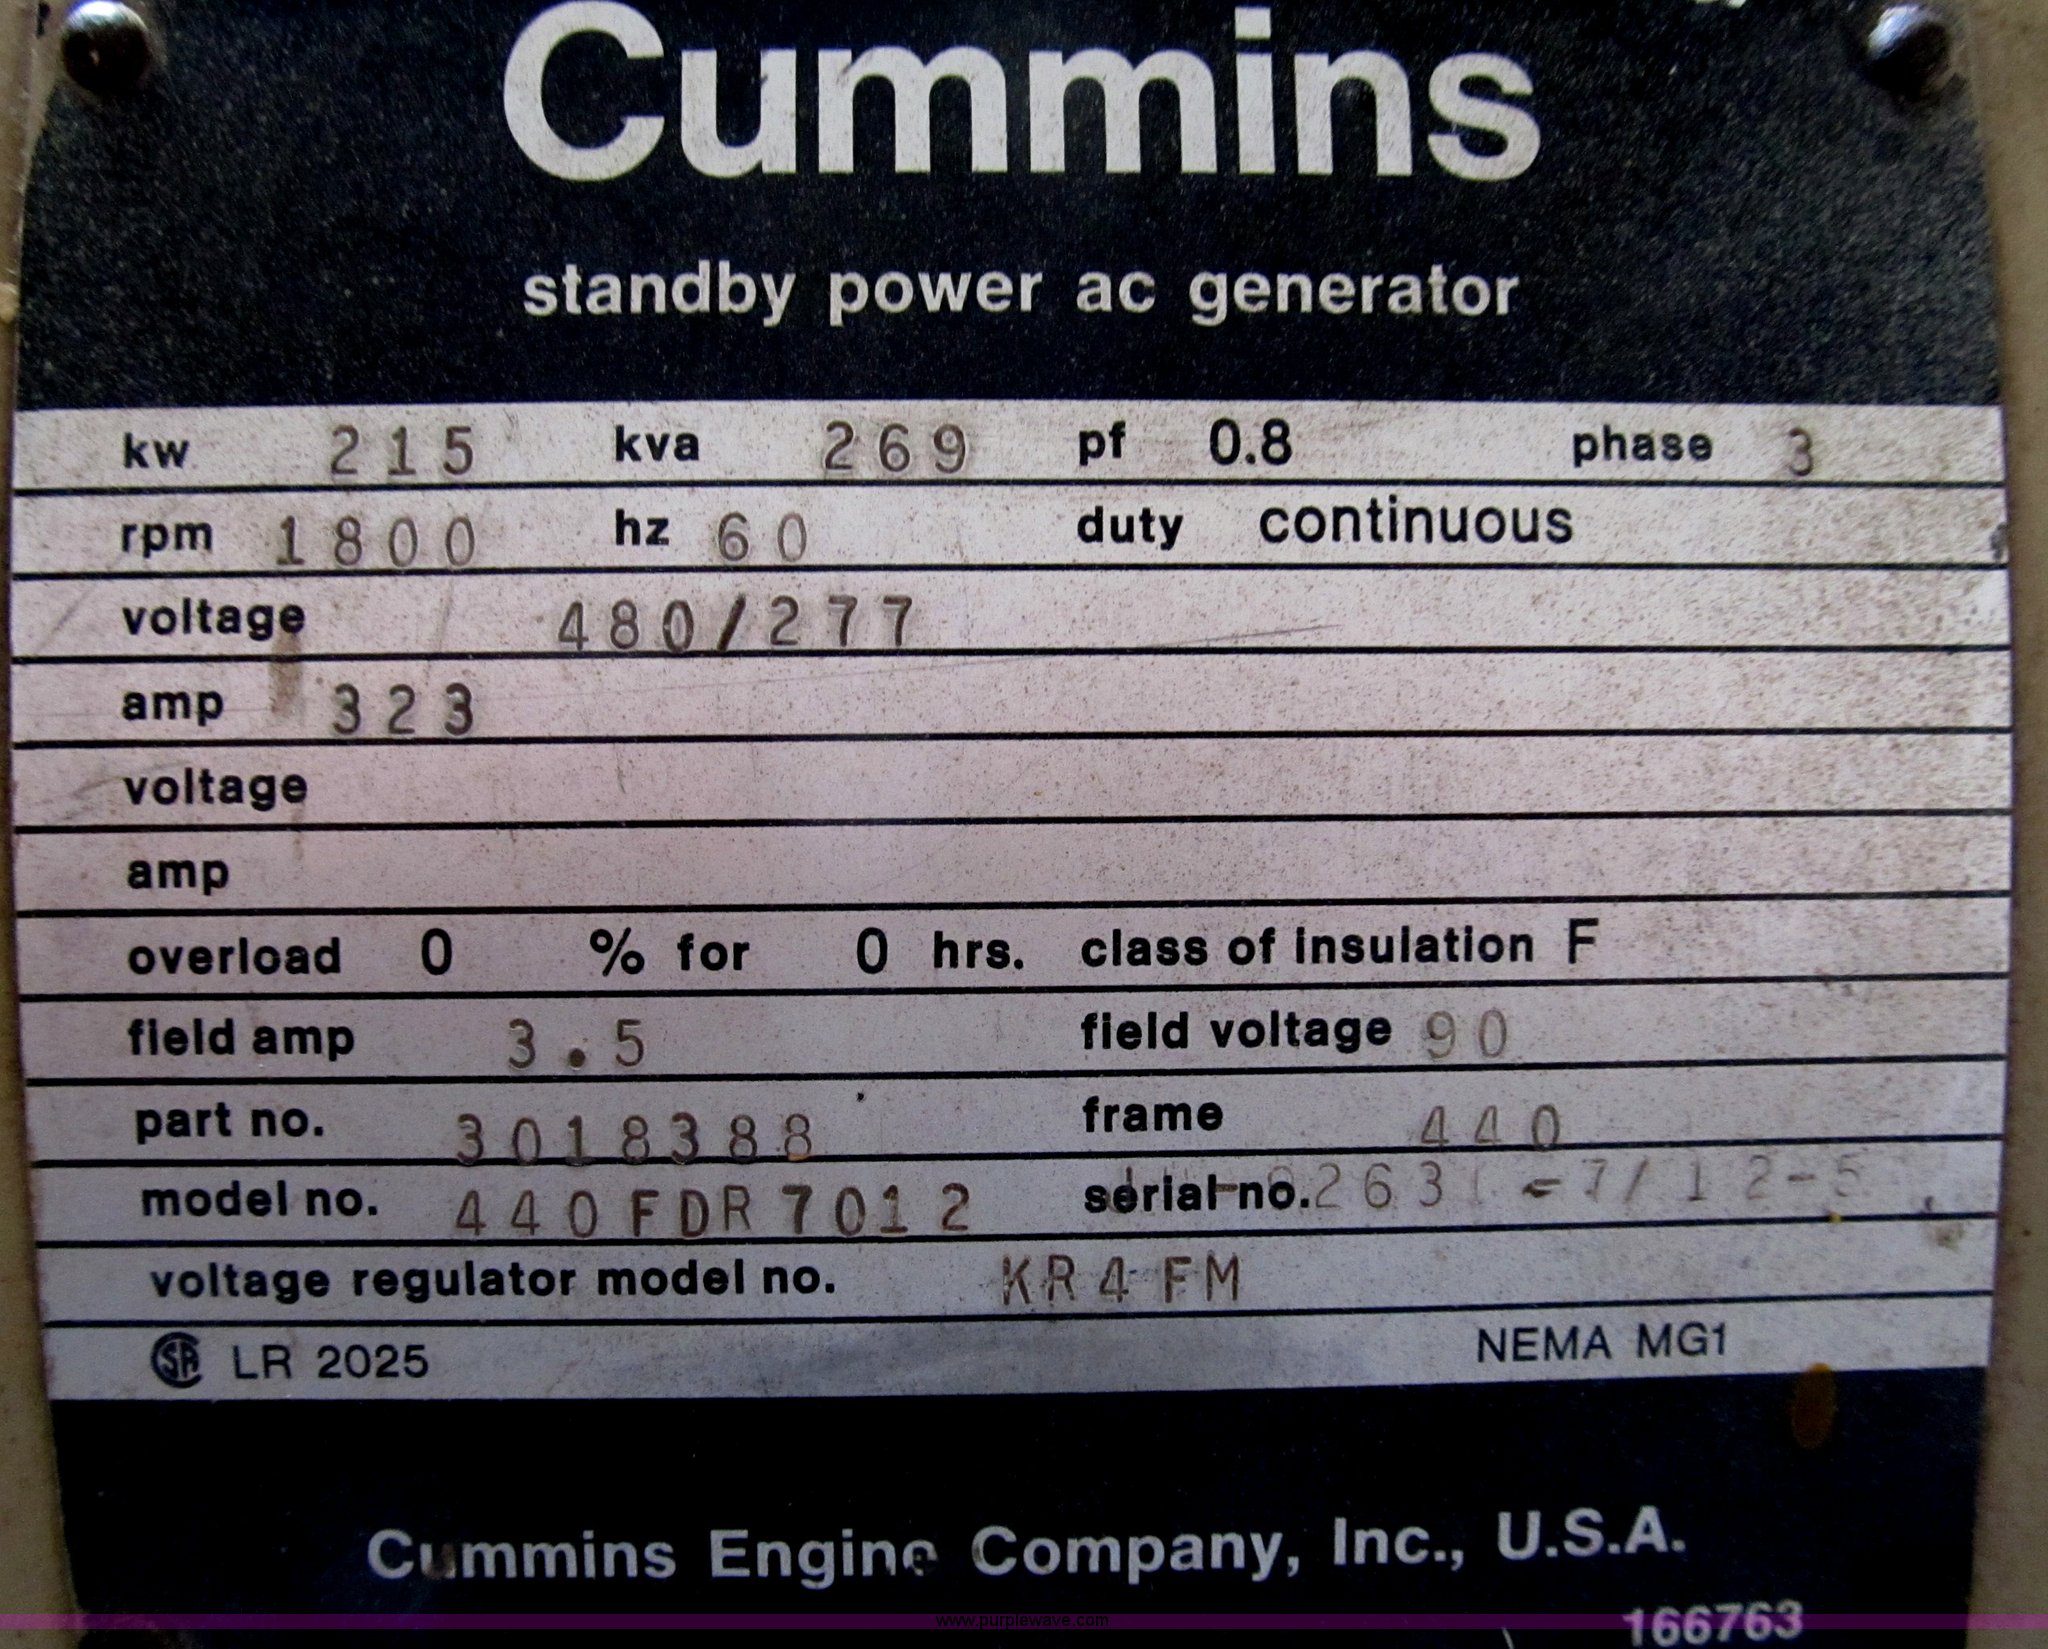 Cummins
standby power ac generator
kw 215 kva 269 pf 0.8 phase 3
rpm 1800 hz 60 duty continuous
voltage 480/277
amp 323
voltage
amp
overload 0 % for 0 hrs. class of insulation F
field amp 3.5 field voltage 90
part no. 3018388 frame 440
model no. 440FDR7012 serial no.
voltage regulator model no. KR4FM
SA LR 2025 NEMA MG1
Cummins Engine Company, Inc., U.S.A.
166763
www.purplewave.com